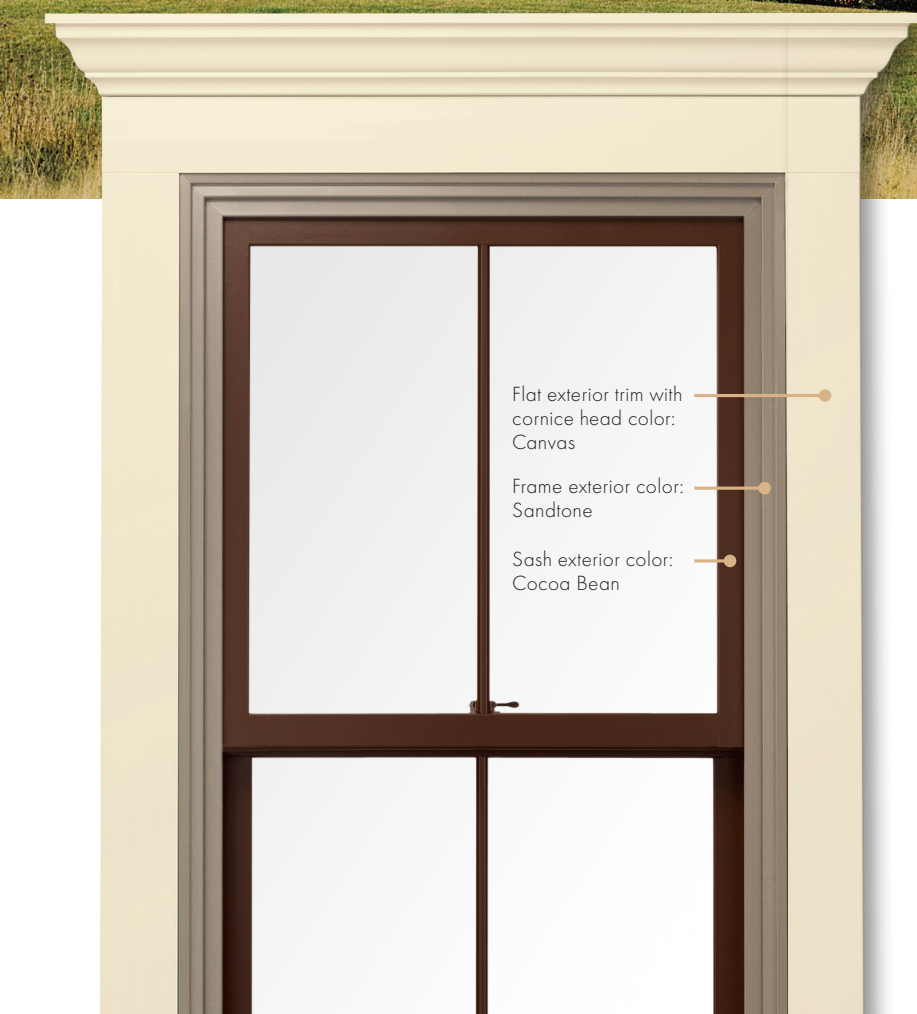 Flat exterior trim with
cornice head color:
Canvas
Frame exterior color:
Sandtone
Sash exterior color:
Cocoa Bean